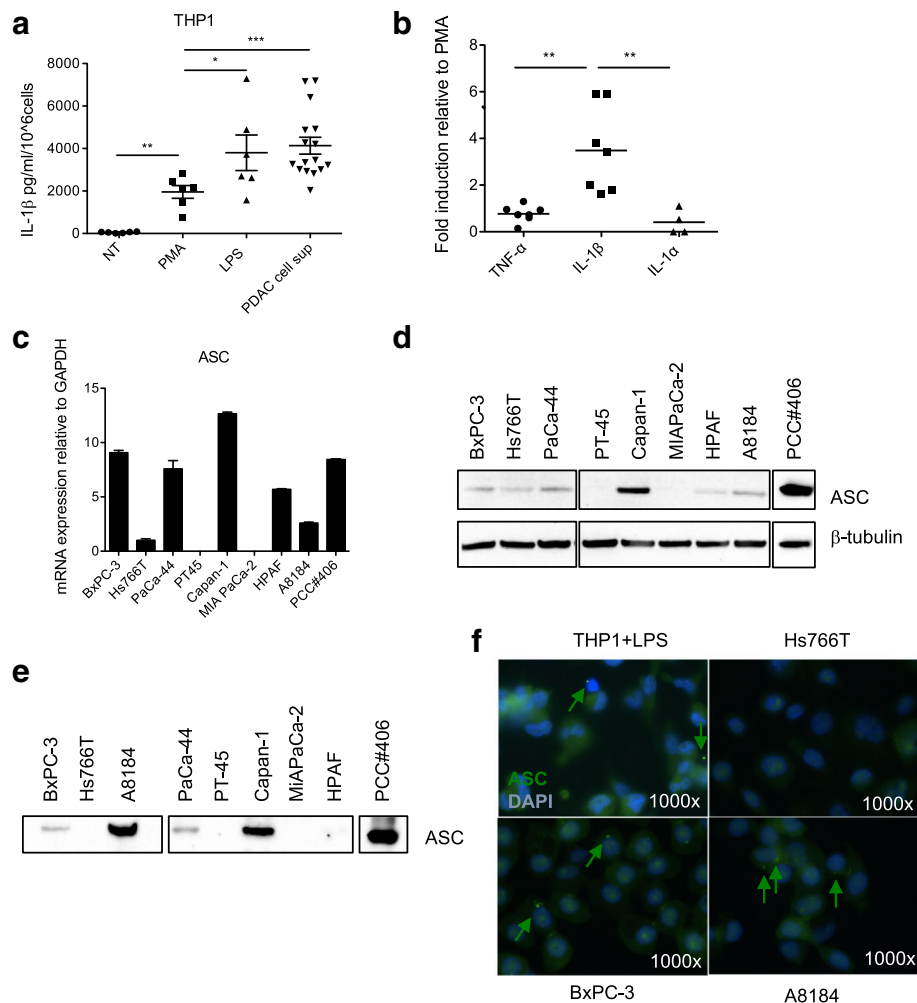 a
THP1
IL-1β pg/ml/10^6cells
8000
6000
4000
2000
0
**
*
***
NT
PMA
LPS
PDAC cell sup
b
Fold induction relative to PMA
8
6
4
2
0
**
**
TNF-α
IL-1β
IL-1α
c
ASC
mRNA expression relative to GAPDH
15
10
5
0
BxPC-3
Hs766T
PaCa-44
PT45
Capan-1
MIA PaCa-2
HPAF
A8184
PCC#406
d
BxPC-3
Hs766T
PaCa-44
PT-45
Capan-1
MIAPaCa-2
HPAF
A8184
PCC#406
ASC
β-tubulin
e
BxPC-3
Hs766T
A8184
PaCa-44
PT-45
Capan-1
MiAPaCa-2
HPAF
PCC#406
ASC
f
THP1+LPS
Hs766T
ASC
DAPI
1000x
1000x
1000x
1000x
BxPC-3
A8184